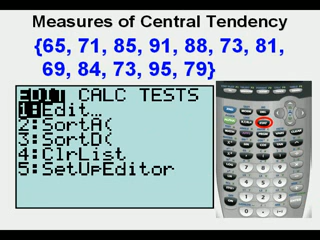 Measures of Central Tendency
{65, 71, 85, 91, 88, 73, 81,
69, 84, 73, 95, 79}
EDIT CALC TESTS
1:Edit…
2:SortA(
3:SortD(
4:ClrList
5:SetUpEditor